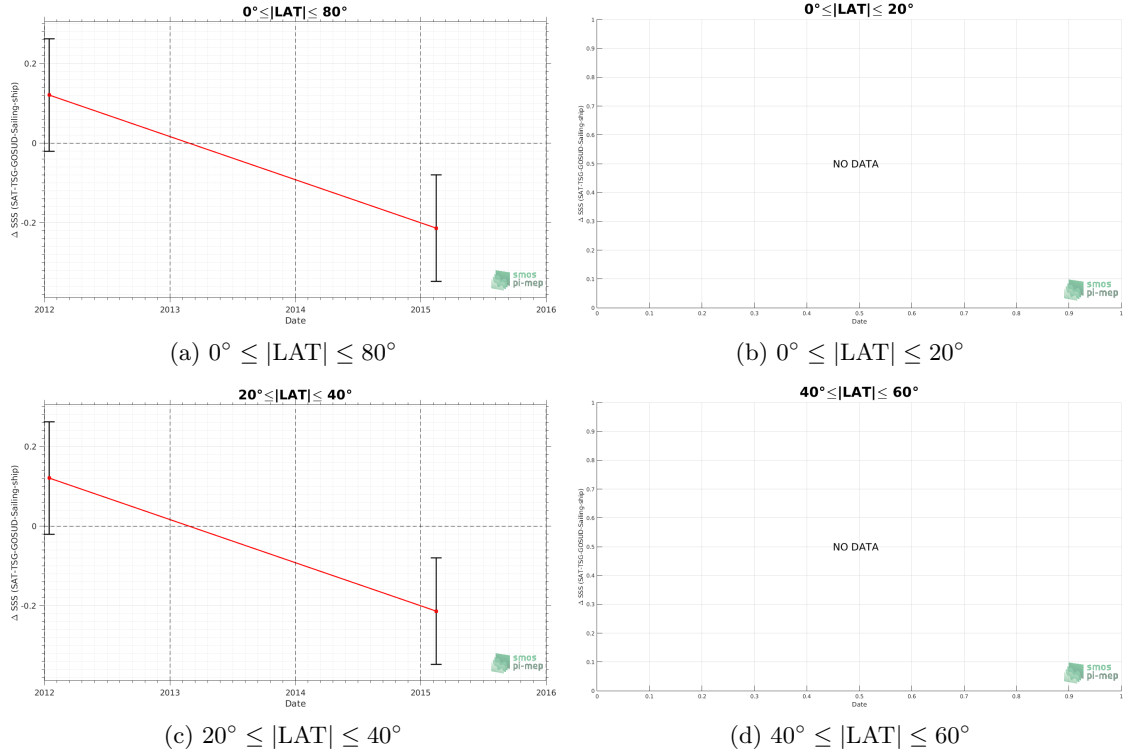 0°≤|LAT|≤ 80°
Δ SSS (SAT-TSG-GOSUD-Sailing-ship)
0.2
0
-0.2
2012 2013 2014 2015 2016
Date
smos
pi-mep
(a) 0° ≤ |LAT| ≤ 80°
0°≤|LAT|≤ 20°
Δ SSS (SAT-TSG-GOSUD-Sailing-ship)
1
0.9
0.8
0.7
0.6
0.5
0.4
0.3
0.2
0.1
0
NO DATA
0 0.1 0.2 0.3 0.4 0.5 0.6 0.7 0.8 0.9 1
Date
smos
pi-mep
(b) 0° ≤ |LAT| ≤ 20°
20°≤|LAT|≤ 40°
Δ SSS (SAT-TSG-GOSUD-Sailing-ship)
0.2
0
-0.2
2012 2013 2014 2015 2016
Date
smos
pi-mep
(c) 20° ≤ |LAT| ≤ 40°
40°≤|LAT|≤ 60°
Δ SSS (SAT-TSG-GOSUD-Sailing-ship)
1
0.9
0.8
0.7
0.6
0.5
0.4
0.3
0.2
0.1
0
NO DATA
0 0.1 0.2 0.3 0.4 0.5 0.6 0.7 0.8 0.9 1
Date
smos
pi-mep
(d) 40° ≤ |LAT| ≤ 60°